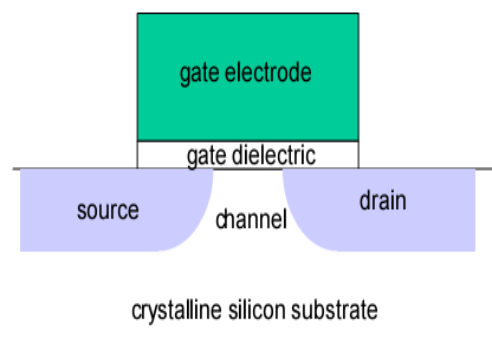 gate electrode
gate dielectric
source
channel
drain
crystalline silicon substrate